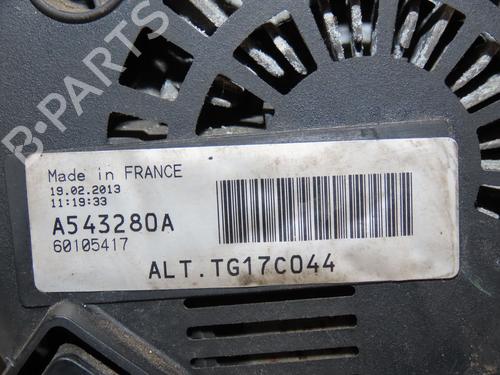 B-PARTS
Made in FRANCE
19.02.2013
11:19:33
A543280A
60105417
ALT.TG17C044